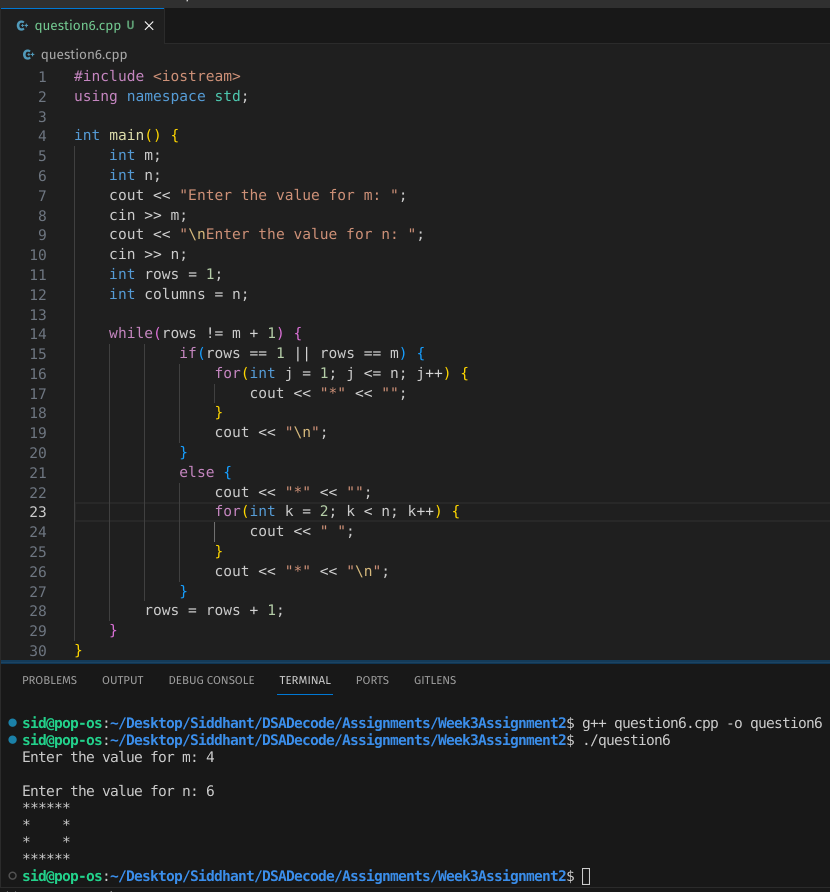 question6.cpp U ×
question6.cpp
1 #include <iostream>
2 using namespace std;
3
4 int main() {
5     int m;
6     int n;
7     cout << "Enter the value for m: ";
8     cin >> m;
9     cout << "\nEnter the value for n: ";
10     cin >> n;
11     int rows = 1;
12     int columns = n;
13
14     while(rows != m + 1) {
15             if(rows == 1 || rows == m) {
16                 for(int j = 1; j <= n; j++) {
17                     cout << "*" << "";
18                 }
19                 cout << "\n";
20             }
21             else {
22                 cout << "*" << "";
23                 for(int k = 2; k < n; k++) {
24                     cout << " ";
25                 }
26                 cout << "*" << "\n";
27             }
28         rows = rows + 1;
29     }
30 }
PROBLEMS OUTPUT DEBUG CONSOLE TERMINAL PORTS GITLENS
sid@pop-os:~/Desktop/Siddhant/DSADecode/Assignments/Week3Assignment2$ g++ question6.cpp -o question6
sid@pop-os:~/Desktop/Siddhant/DSADecode/Assignments/Week3Assignment2$ ./question6
Enter the value for m: 4

Enter the value for n: 6
******
*    *
*    *
******
sid@pop-os:~/Desktop/Siddhant/DSADecode/Assignments/Week3Assignment2$